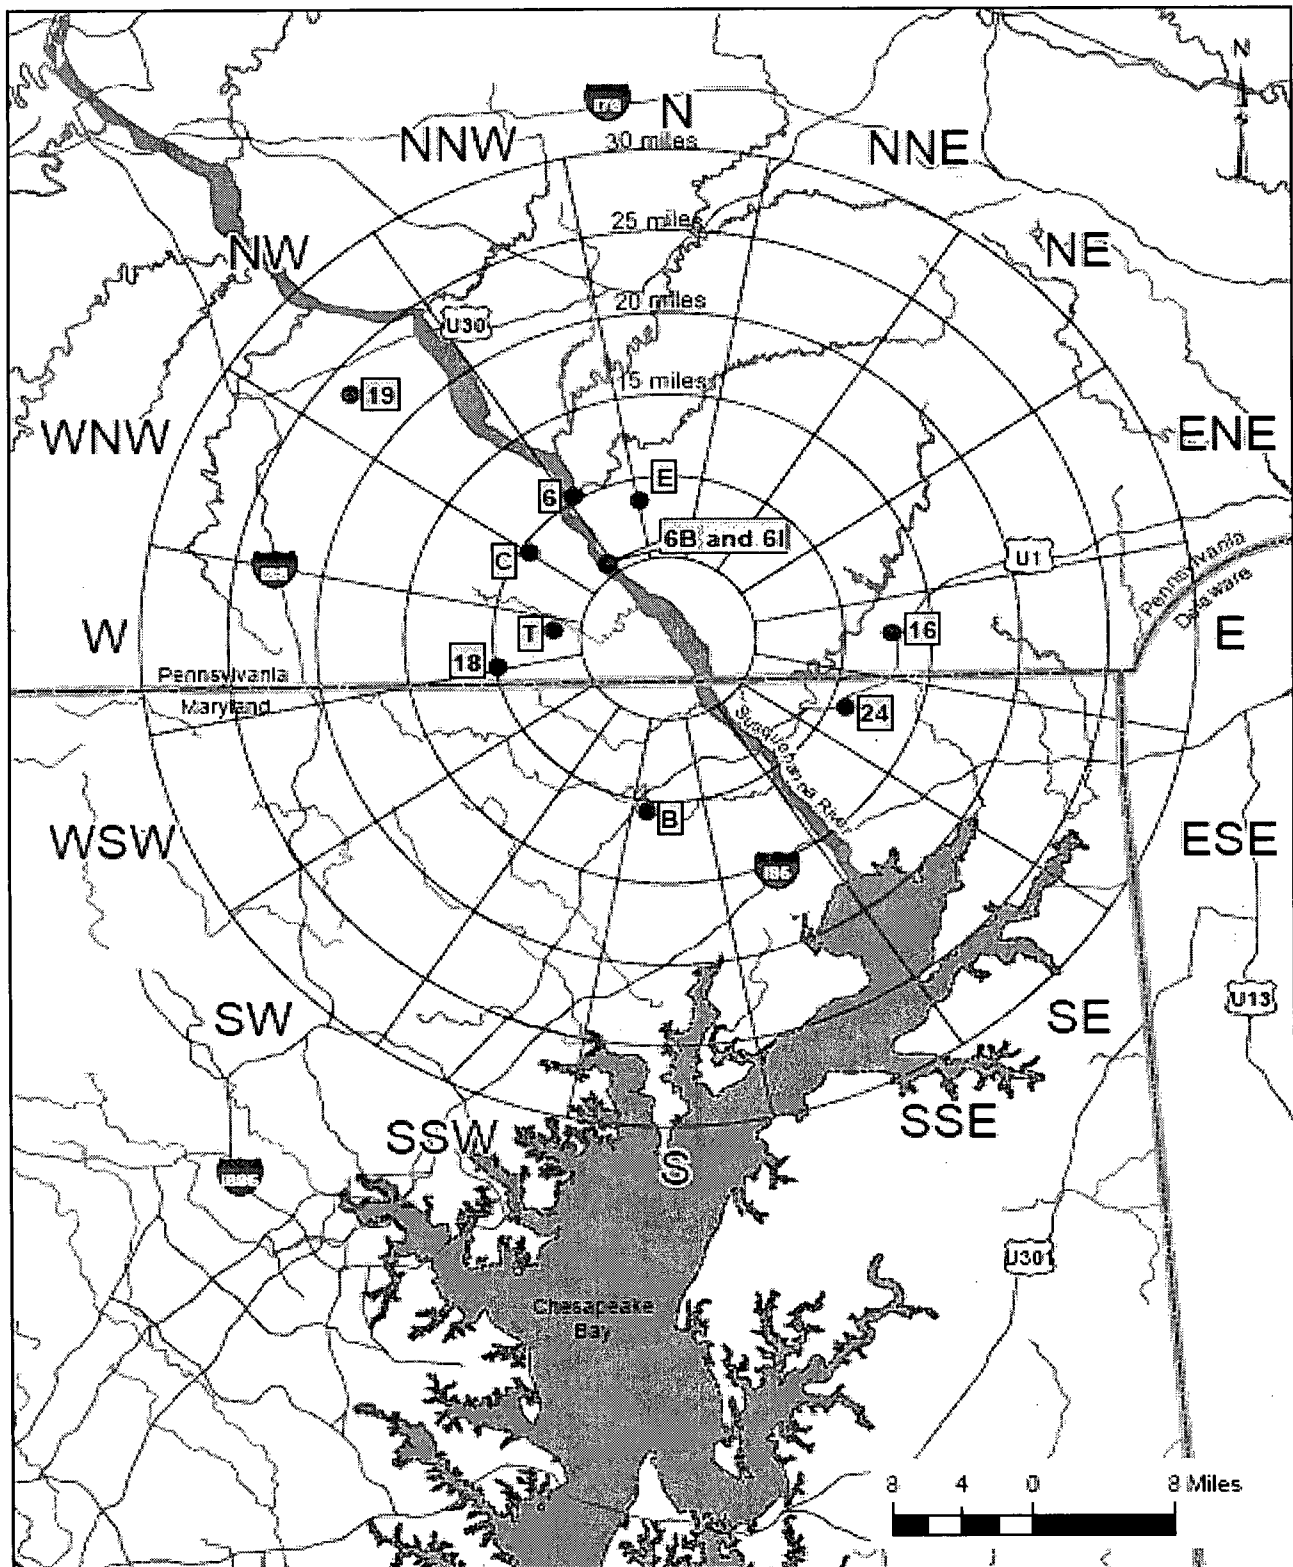 N
I76
N
NNW
NNE
30 miles
25 miles
NW
NE
20 miles
U30
15 miles
19
WNW
ENE
E
6
6B and 6I
C
U1
Pennsylvania
Delaware
T
16
W
E
18
Pennsylvania
Maryland
24
Susquehanna River
B
WSW
ESE
I95
SW
SE
U13
SSE
SSW
S
I695
U301
Chesapeake
Bay
8 4 0 8 Miles